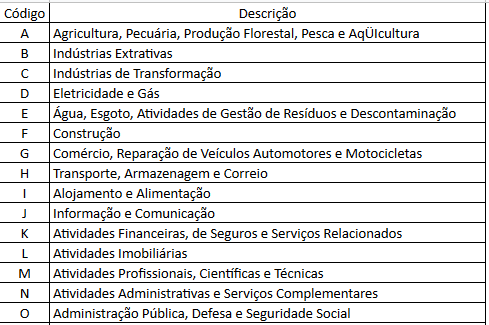 Código Descrição
A Agricultura, Pecuária, Produção Florestal, Pesca e AqÜIcultura
B Indústrias Extrativas
C Indústrias de Transformação
D Eletricidade e Gás
E Água, Esgoto, Atividades de Gestão de Resíduos e Descontaminação
F Construção
G Comércio, Reparação de Veículos Automotores e Motocicletas
H Transporte, Armazenagem e Correio
I Alojamento e Alimentação
J Informação e Comunicação
K Atividades Financeiras, de Seguros e Serviços Relacionados
L Atividades Imobiliárias
M Atividades Profissionais, Científicas e Técnicas
N Atividades Administrativas e Serviços Complementares
O Administração Pública, Defesa e Seguridade Social